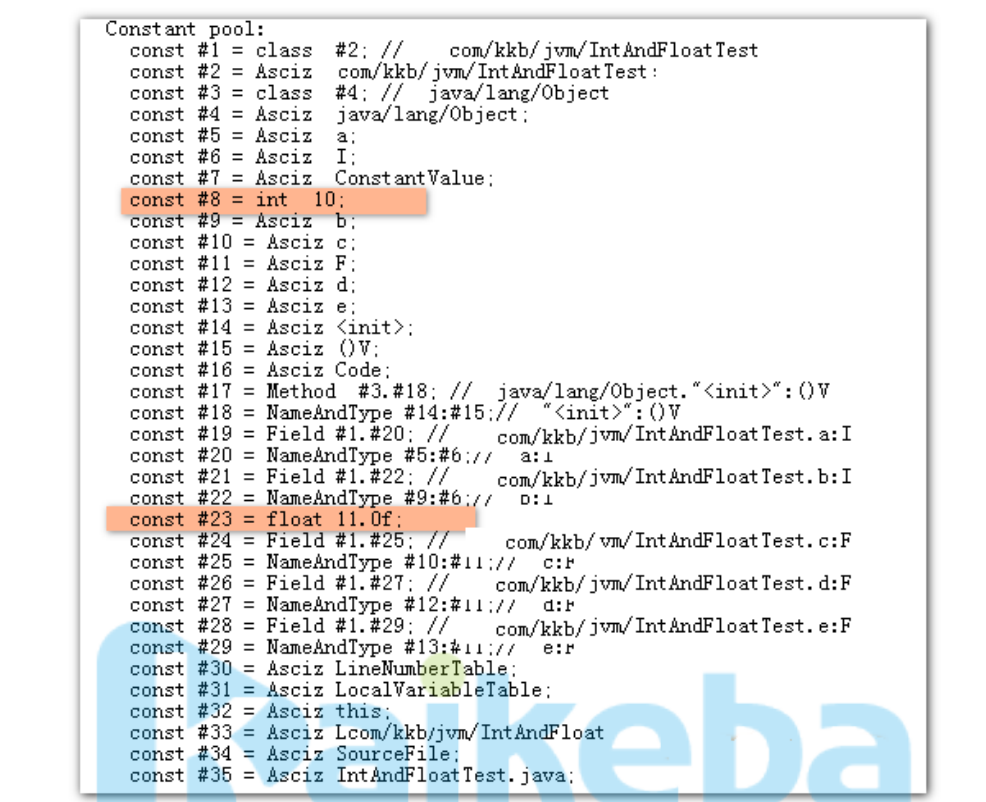 Constant pool:
const #1 = class #2; // com/kkb/jvm/IntAndFloatTest
const #2 = Asciz com/kkb/jvm/IntAndFloatTest:
const #3 = class #4; // java/lang/Object
const #4 = Asciz java/lang/Object;
const #5 = Asciz a;
const #6 = Asciz I;
const #7 = Asciz ConstantValue;
const #8 = int 10;
const #9 = Asciz b;
const #10 = Asciz c;
const #11 = Asciz F;
const #12 = Asciz d;
const #13 = Asciz e;
const #14 = Asciz <init>;
const #15 = Asciz ()V;
const #16 = Asciz Code;
const #17 = Method #3.#18; // java/lang/Object."<init>":()V
const #18 = NameAndType #14:#15;// "<init>":()V
const #19 = Field #1.#20; // com/kkb/jvm/IntAndFloatTest.a:I
const #20 = NameAndType #5:#6;// a:I
const #21 = Field #1.#22; // com/kkb/jvm/IntAndFloatTest.b:I
const #22 = NameAndType #9:#6;// b:I
const #23 = float 11.0f;
const #24 = Field #1.#25; // com/kkb/ vm/IntAndFloatTest.c:F
const #25 = NameAndType #10:#11;// c:F
const #26 = Field #1.#27; // com/kkb/jvm/IntAndFloatTest.d:F
const #27 = NameAndType #12:#11;// d:F
const #28 = Field #1.#29; // com/kkb/jvm/IntAndFloatTest.e:F
const #29 = NameAndType #13:#11;// e:F
const #30 = Asciz LineNumberTable;
const #31 = Asciz LocalVariableTable;
const #32 = Asciz this;
const #33 = Asciz Lcom/kkb/jvm/IntAndFloat
const #34 = Asciz SourceFile;
const #35 = Asciz IntAndFloatTest.java;
kaikeba